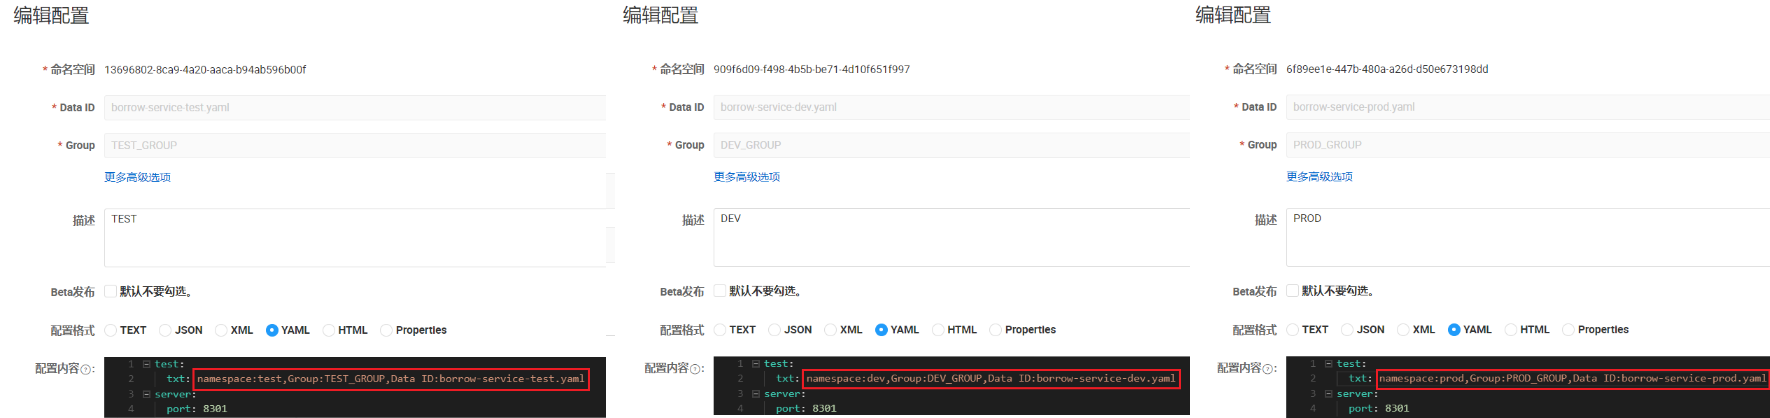 编辑配置
* 命名空间 13696802-8ca9-4a20-aaca-b94ab596b00f
* Data ID borrow-service-test.yaml
* Group TEST_GROUP
更多高级选项
描述 TEST
Beta发布 默认不要勾选。
配置格式 TEXT JSON XML YAML HTML Properties
配置内容?:
1 test:
2 txt: namespace:test,Group:TEST_GROUP,Data ID:borrow-service-test.yaml
3 server:
4 port: 8301
编辑配置
* 命名空间 909f6d09-f498-4b5b-be71-4d10f651f997
* Data ID borrow-service-dev.yaml
* Group DEV_GROUP
更多高级选项
描述 DEV
Beta发布 默认不要勾选。
配置格式 TEXT JSON XML YAML HTML Properties
配置内容?:
1 test:
2 txt: namespace:dev,Group:DEV_GROUP,Data ID:borrow-service-dev.yaml
3 server:
4 port: 8301
编辑配置
* 命名空间 6f89ee1e-447b-480a-a26d-d50e673198dd
* Data ID borrow-service-prod.yaml
* Group PROD_GROUP
更多高级选项
描述 PROD
Beta发布 默认不要勾选。
配置格式 TEXT JSON XML YAML HTML Properties
配置内容?:
1 test:
2 txt: namespace:prod,Group:PROD_GROUP,Data ID:borrow-service-prod.yaml
3 server:
4 port: 8301